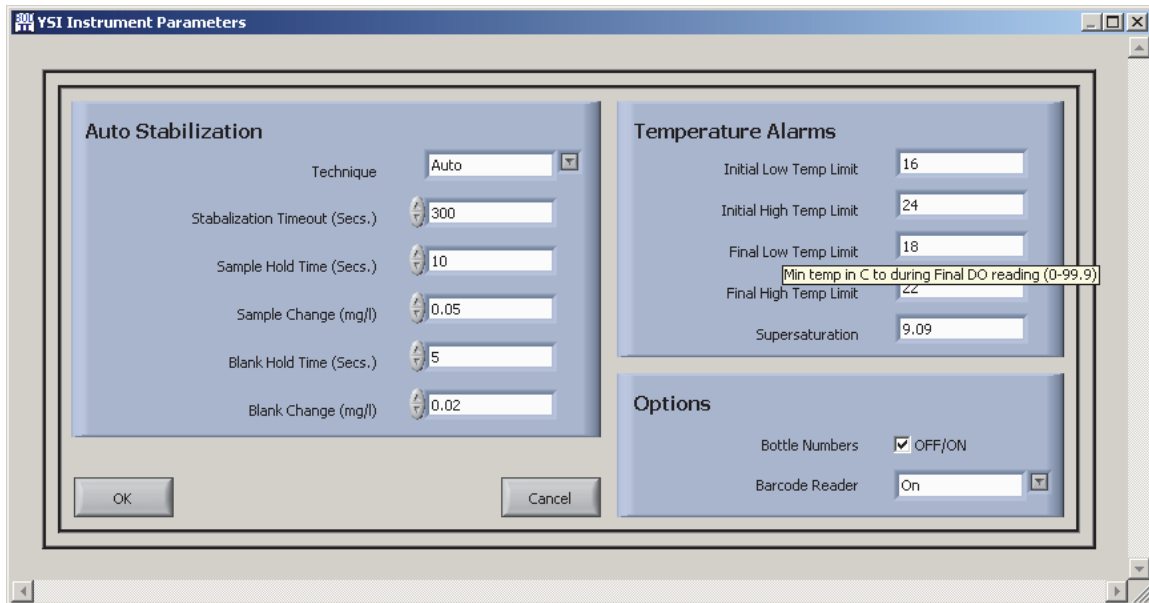 YSI Instrument Parameters
Auto Stabilization
Technique
Auto
Stabalization Timeout (Secs.)
300
Sample Hold Time (Secs.)
10
Sample Change (mg/l)
0.05
Blank Hold Time (Secs.)
5
Blank Change (mg/l)
0.02
OK
Cancel
Temperature Alarms
Initial Low Temp Limit
16
Initial High Temp Limit
24
Final Low Temp Limit
18
Min temp in C to during Final DO reading (0-99.9)
Final High Temp Limit
22
Supersaturation
9.09
Options
Bottle Numbers
OFF/ON
Barcode Reader
On